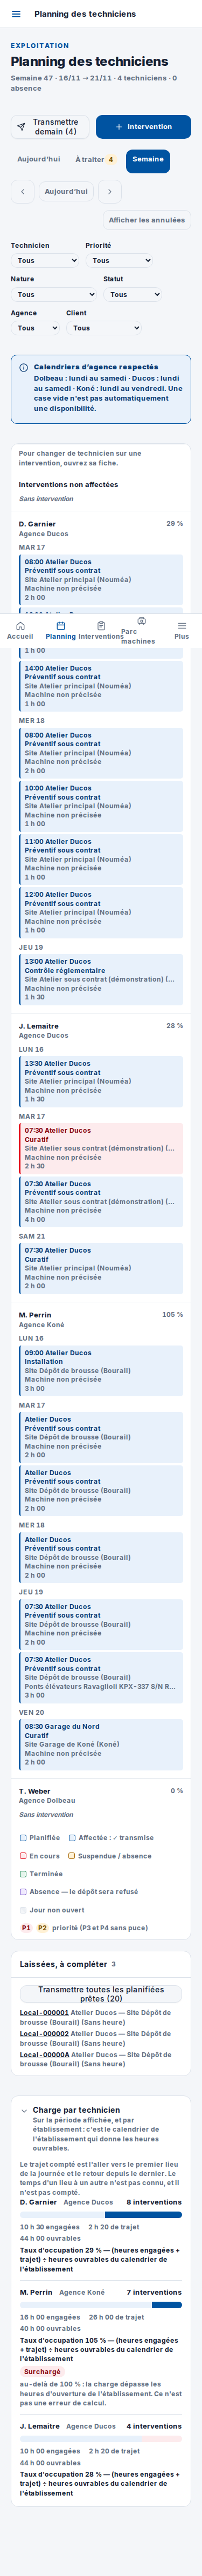 Planning des techniciens
EXPLOITATION
Planning des techniciens
Semaine 47 · 16/11 → 21/11 · 4 techniciens · 0
absence
Transmettre
demain (4)
Intervention
Aujourd'hui
À traiter 4
Semaine
Aujourd'hui
Afficher les annulées
Technicien
Priorité
Tous
Tous
Nature
Statut
Tous
Tous
Agence
Client
Tous
Tous
Calendriers d'agence respectés
Dolbeau : lundi au samedi · Ducos : lundi
au samedi · Koné : lundi au vendredi. Une
case vide n'est pas automatiquement
une disponibilité.
Pour changer de technicien sur une
intervention, ouvrez sa fiche.
Interventions non affectées
Sans intervention
D. Garnier 29 %
Agence Ducos
MAR 17
08:00 Atelier Ducos
Préventif sous contrat
Site Atelier principal (Nouméa)
Machine non précisée
2 h 00
Accueil
Planning
Interventions
Parc
machines
Plus
1 h 00
14:00 Atelier Ducos
Préventif sous contrat
Site Atelier principal (Nouméa)
Machine non précisée
1 h 00
MER 18
08:00 Atelier Ducos
Préventif sous contrat
Site Atelier principal (Nouméa)
Machine non précisée
2 h 00
10:00 Atelier Ducos
Préventif sous contrat
Site Atelier principal (Nouméa)
Machine non précisée
1 h 00
11:00 Atelier Ducos
Préventif sous contrat
Site Atelier principal (Nouméa)
Machine non précisée
1 h 00
12:00 Atelier Ducos
Préventif sous contrat
Site Atelier principal (Nouméa)
Machine non précisée
1 h 00
JEU 19
13:00 Atelier Ducos
Contrôle réglementaire
Site Atelier sous contrat (démonstration) (...
Machine non précisée
1 h 30
J. Lemaître 28 %
Agence Ducos
LUN 16
13:30 Atelier Ducos
Préventif sous contrat
Site Atelier principal (Nouméa)
Machine non précisée
1 h 30
MAR 17
07:30 Atelier Ducos
Curatif
Site Atelier sous contrat (démonstration) (...
Machine non précisée
2 h 30
07:30 Atelier Ducos
Préventif sous contrat
Site Atelier sous contrat (démonstration) (...
Machine non précisée
4 h 00
SAM 21
07:30 Atelier Ducos
Curatif
Site Atelier principal (Nouméa)
Machine non précisée
2 h 00
M. Perrin 105 %
Agence Koné
LUN 16
09:00 Atelier Ducos
Installation
Site Dépôt de brousse (Bourail)
Machine non précisée
3 h 00
MAR 17
Atelier Ducos
Préventif sous contrat
Site Dépôt de brousse (Bourail)
Machine non précisée
2 h 00
Atelier Ducos
Préventif sous contrat
Site Dépôt de brousse (Bourail)
Machine non précisée
2 h 00
MER 18
Atelier Ducos
Préventif sous contrat
Site Dépôt de brousse (Bourail)
Machine non précisée
2 h 00
JEU 19
07:30 Atelier Ducos
Préventif sous contrat
Site Dépôt de brousse (Bourail)
Machine non précisée
2 h 00
07:30 Atelier Ducos
Préventif sous contrat
Site Dépôt de brousse (Bourail)
Ponts élévateurs Ravaglioli KPX-337 S/N R...
3 h 00
VEN 20
08:30 Garage du Nord
Curatif
Site Garage de Koné (Koné)
Machine non précisée
2 h 00
T. Weber 0 %
Agence Dolbeau
Sans intervention
Planifiée
Affectée : ✓ transmise
En cours
Suspendue / absence
Terminée
Absence — le dépôt sera refusé
Jour non ouvert
P1 P2 priorité (P3 et P4 sans puce)
Laissées, à compléter 3
Transmettre toutes les planifiées
prêtes (20)
Local-000001 Atelier Ducos — Site Dépôt de
brousse (Bourail) (Sans heure)
Local-000002 Atelier Ducos — Site Dépôt de
brousse (Bourail) (Sans heure)
Local-00000A Atelier Ducos — Site Dépôt de
brousse (Bourail) (Sans heure)
Charge par technicien
Sur la période affichée, et par
établissement : c'est le calendrier de
l'établissement qui donne les heures
ouvrables.
Le trajet compté est l'aller vers le premier lieu
de la journée et le retour depuis le dernier. Le
temps d'un lieu à un autre n'est pas connu, et il
n'est pas compté.
D. Garnier Agence Ducos 8 interventions
10 h 30 engagées 2 h 20 de trajet
44 h 00 ouvrables
Taux d'occupation 29 % — (heures engagées +
trajet) ÷ heures ouvrables du calendrier de
l'établissement
M. Perrin Agence Koné 7 interventions
16 h 00 engagées 26 h 00 de trajet
40 h 00 ouvrables
Taux d'occupation 105 % — (heures engagées
+ trajet) ÷ heures ouvrables du calendrier de
l'établissement
Surchargé
au-delà de 100 % : la charge dépasse les
heures d'ouverture de l'établissement. Ce n'est
pas une erreur de calcul.
J. Lemaître Agence Ducos 4 interventions
10 h 00 engagées 2 h 20 de trajet
44 h 00 ouvrables
Taux d'occupation 28 % — (heures engagées +
trajet) ÷ heures ouvrables du calendrier de
l'établissement